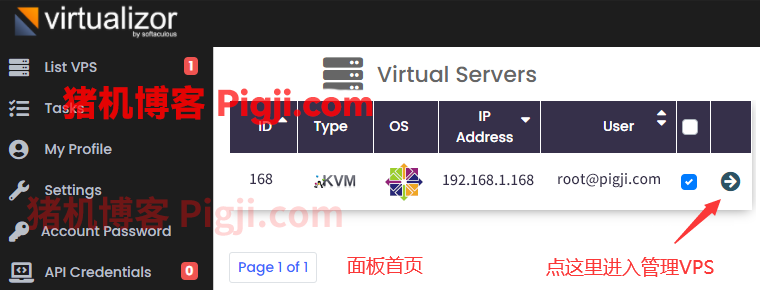 virtualizor
by softaculous
List VPS 1
Virtual Servers
Tasks
猪机博客 Pigji.com
ID Type OS IP Address User
My Profile
168 KVM 192.168.1.168 root@pigji.com
Settings
猪机博客 Pigji.com
Account Password
API Credentials 0
Page 1 of 1
面板首页
点这里进入管理VPS